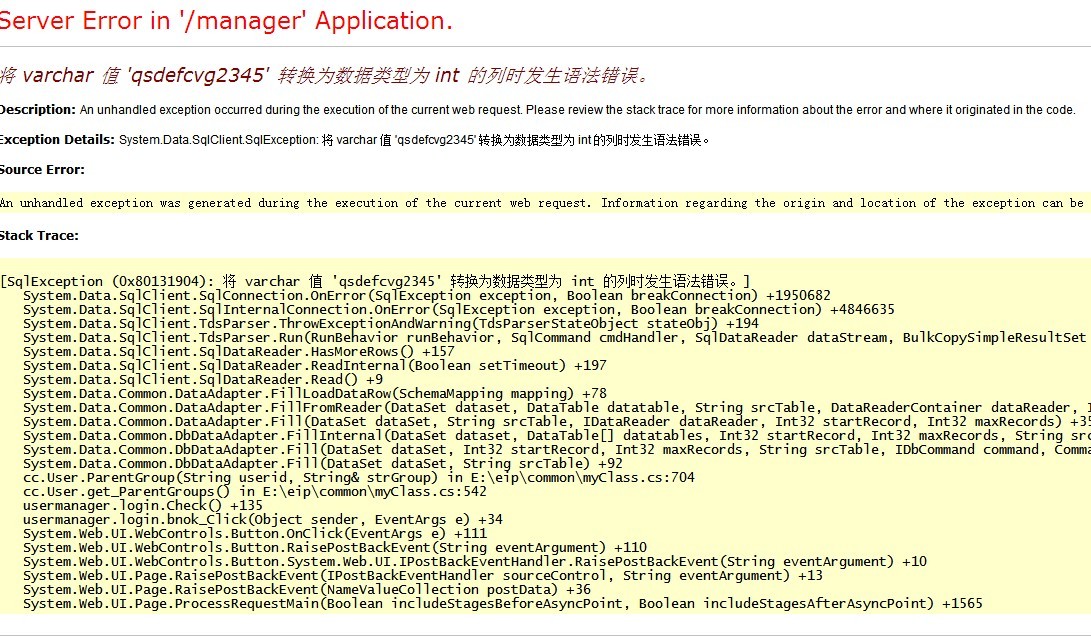 Server Error in '/manager' Application.
将 varchar 值 'qsdefcvg2345' 转换为数据类型为 int 的列时发生语法错误。
Description: An unhandled exception occurred during the execution of the current web request. Please review the stack trace for more information about the error and where it originated in the code.
Exception Details: System.Data.SqlClient.SqlException: 将 varchar 值 'qsdefcvg2345' 转换为数据类型为 int 的列时发生语法错误。
Source Error:
An unhandled exception was generated during the execution of the current web request. Information regarding the origin and location of the exception can be
Stack Trace:
[SqlException (0x80131904): 将 varchar 值 'qsdefcvg2345' 转换为数据类型为 int 的列时发生语法错误。]
System.Data.SqlClient.SqlConnection.OnError(SqlException exception, Boolean breakConnection) +1950682
System.Data.SqlClient.SqlInternalConnection.OnError(SqlException exception, Boolean breakConnection) +4846635
System.Data.SqlClient.TdsParser.ThrowExceptionAndWarning(TdsParserStateObject stateObj) +194
System.Data.SqlClient.TdsParser.Run(RunBehavior runBehavior, SqlCommand cmdHandler, SqlDataReader dataStream, BulkCopySimpleResultSet
System.Data.SqlClient.SqlDataReader.HasMoreRows() +157
System.Data.SqlClient.SqlDataReader.ReadInternal(Boolean setTimeout) +197
System.Data.SqlClient.SqlDataReader.Read() +9
System.Data.Common.DataAdapter.FillLoadDataRow(SchemaMapping mapping) +78
System.Data.Common.DataAdapter.FillFromReader(DataSet dataset, DataTable datatable, String srcTable, DataReaderContainer dataReader,
System.Data.Common.DataAdapter.Fill(DataSet dataSet, String srcTable, IDataReader dataReader, Int32 startRecord, Int32 maxRecords) +35
System.Data.Common.DbDataAdapter.FillInternal(DataSet dataset, DataTable[] datatables, Int32 startRecord, Int32 maxRecords, String src
System.Data.Common.DbDataAdapter.Fill(DataSet dataSet, Int32 startRecord, Int32 maxRecords, String srcTable, IDbCommand command, Comma
System.Data.Common.DbDataAdapter.Fill(DataSet dataSet, String srcTable) +92
cc.User.ParentGroup(String userid, String& strGroup) in E:\eip\common\myClass.cs:704
cc.User.get_ParentGroups() in E:\eip\common\myClass.cs:542
usermanager.login.Check() +135
usermanager.login.bnok_Click(Object sender, EventArgs e) +34
System.Web.UI.WebControls.Button.OnClick(EventArgs e) +111
System.Web.UI.WebControls.Button.RaisePostBackEvent(String eventArgument) +110
System.Web.UI.WebControls.Button.System.Web.UI.IPostBackEventHandler.RaisePostBackEvent(String eventArgument) +10
System.Web.UI.Page.RaisePostBackEvent(IPostBackEventHandler sourceControl, String eventArgument) +13
System.Web.UI.Page.RaisePostBackEvent(NameValueCollection postData) +36
System.Web.UI.Page.ProcessRequestMain(Boolean includeStagesBeforeAsyncPoint, Boolean includeStagesAfterAsyncPoint) +1565